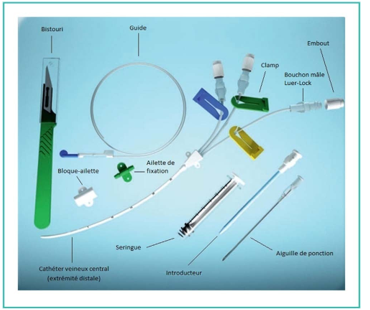 Bistouri
Guide
Embout
Clamp
Bouchon mâle
Luer-Lock
Ailette de
fixation
Bloque-ailette
Seringue
Aiguille de ponction
Cathéter veineux central
(extrémité distale)
Introducteur